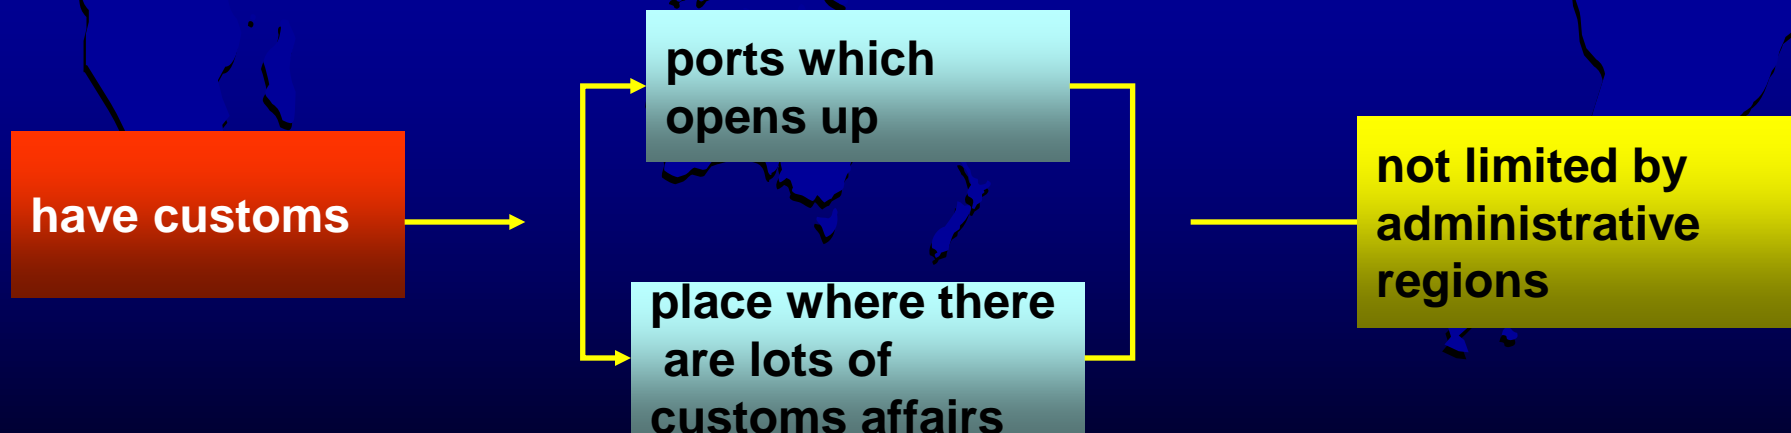 have customs
ports which
opens up
place where there
are lots of
customs affairs
not limited by
administrative
regions